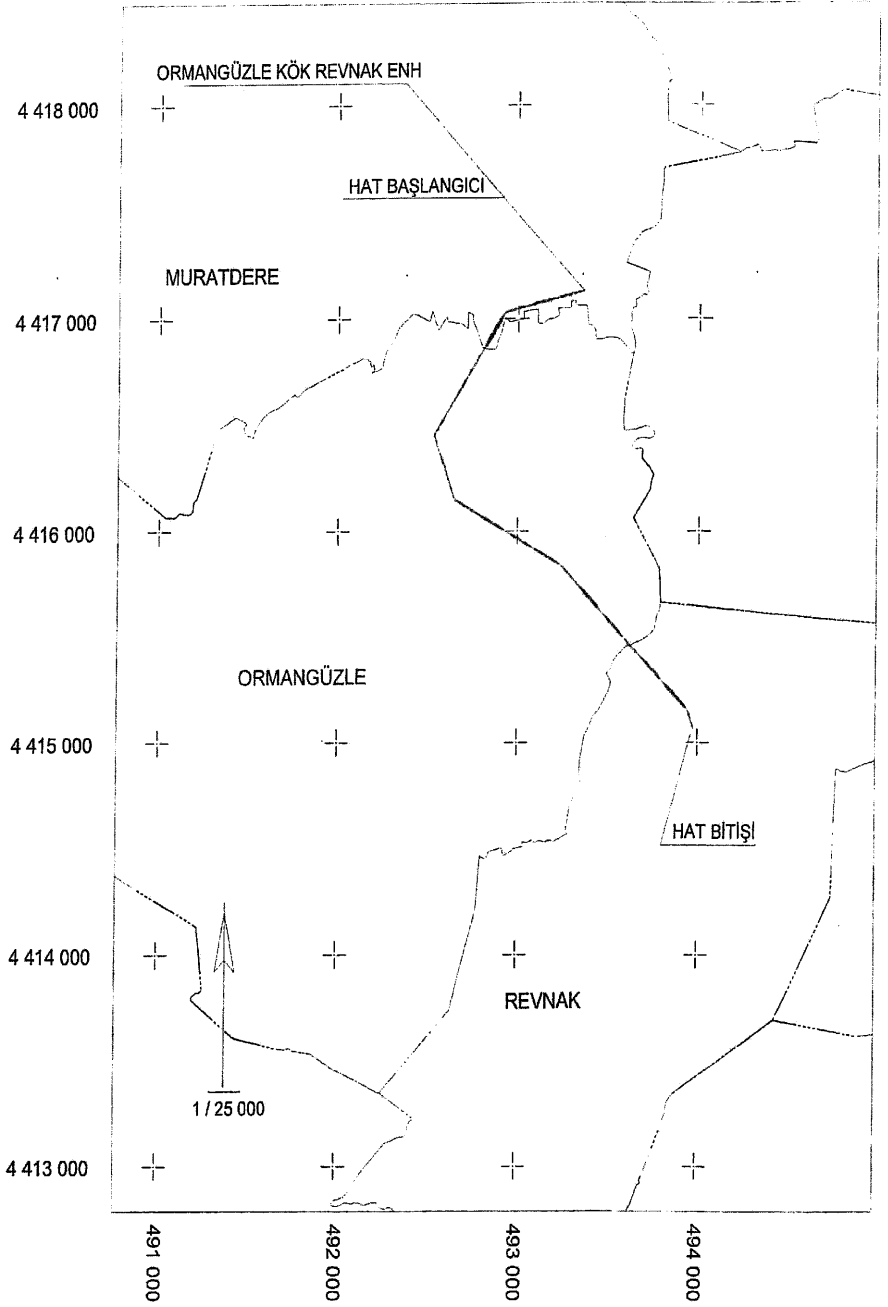 ORMANGÜZLE KÖK REVNAK ENH
4 418 000
HAT BAŞLANGICI
MURATDERE
4 417 000
4 416 000
ORMANGÜZLE
4 415 000
HAT BİTİŞİ
4 414 000
REVNAK
1 / 25 000
4 413 000
491 000
492 000
493 000
494 000